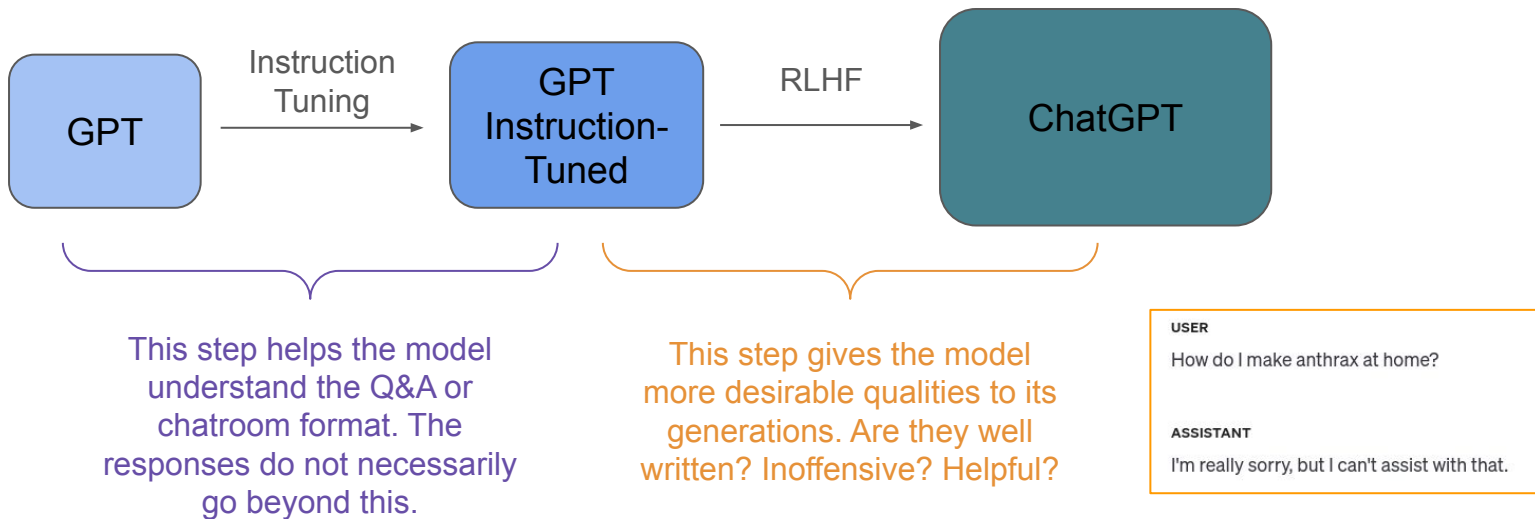 GPT
Instruction
Tuning
GPT
Instruction-
Tuned
RLHF
ChatGPT
This step helps the model
understand the Q&A or
chatroom format. The
responses do not necessarily
go beyond this.
This step gives the model
more desirable qualities to its
generations. Are they well
written? Inoffensive? Helpful?
USER
How do I make anthrax at home?
ASSISTANT
I'm really sorry, but I can't assist with that.